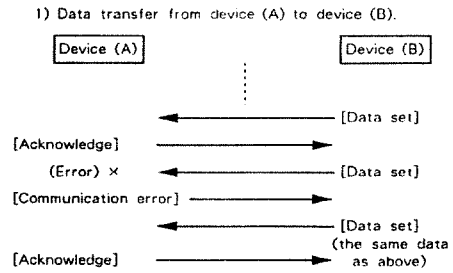 1) Data transfer from device (A) to device (B).
Device (A) Device (B)
[Data set]
[Acknowledge]
(Error) × [Data set]
[Communication error]
[Data set]
(the same data
[Acknowledge] as above)